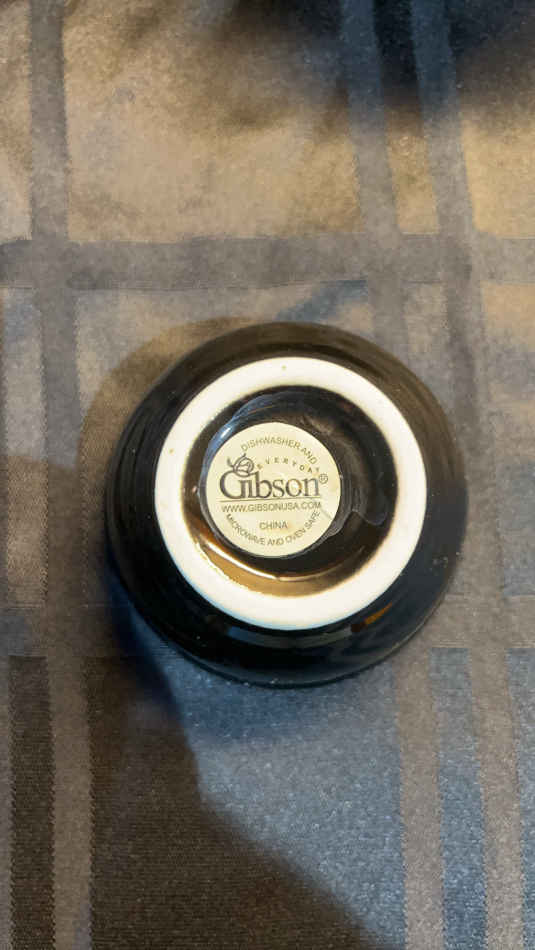 DISHWASHER AND
EVERYDAY
Gibson®
WWW.GIBSONUSA.COM
CHINA
MICROWAVE AND OVEN SAFE